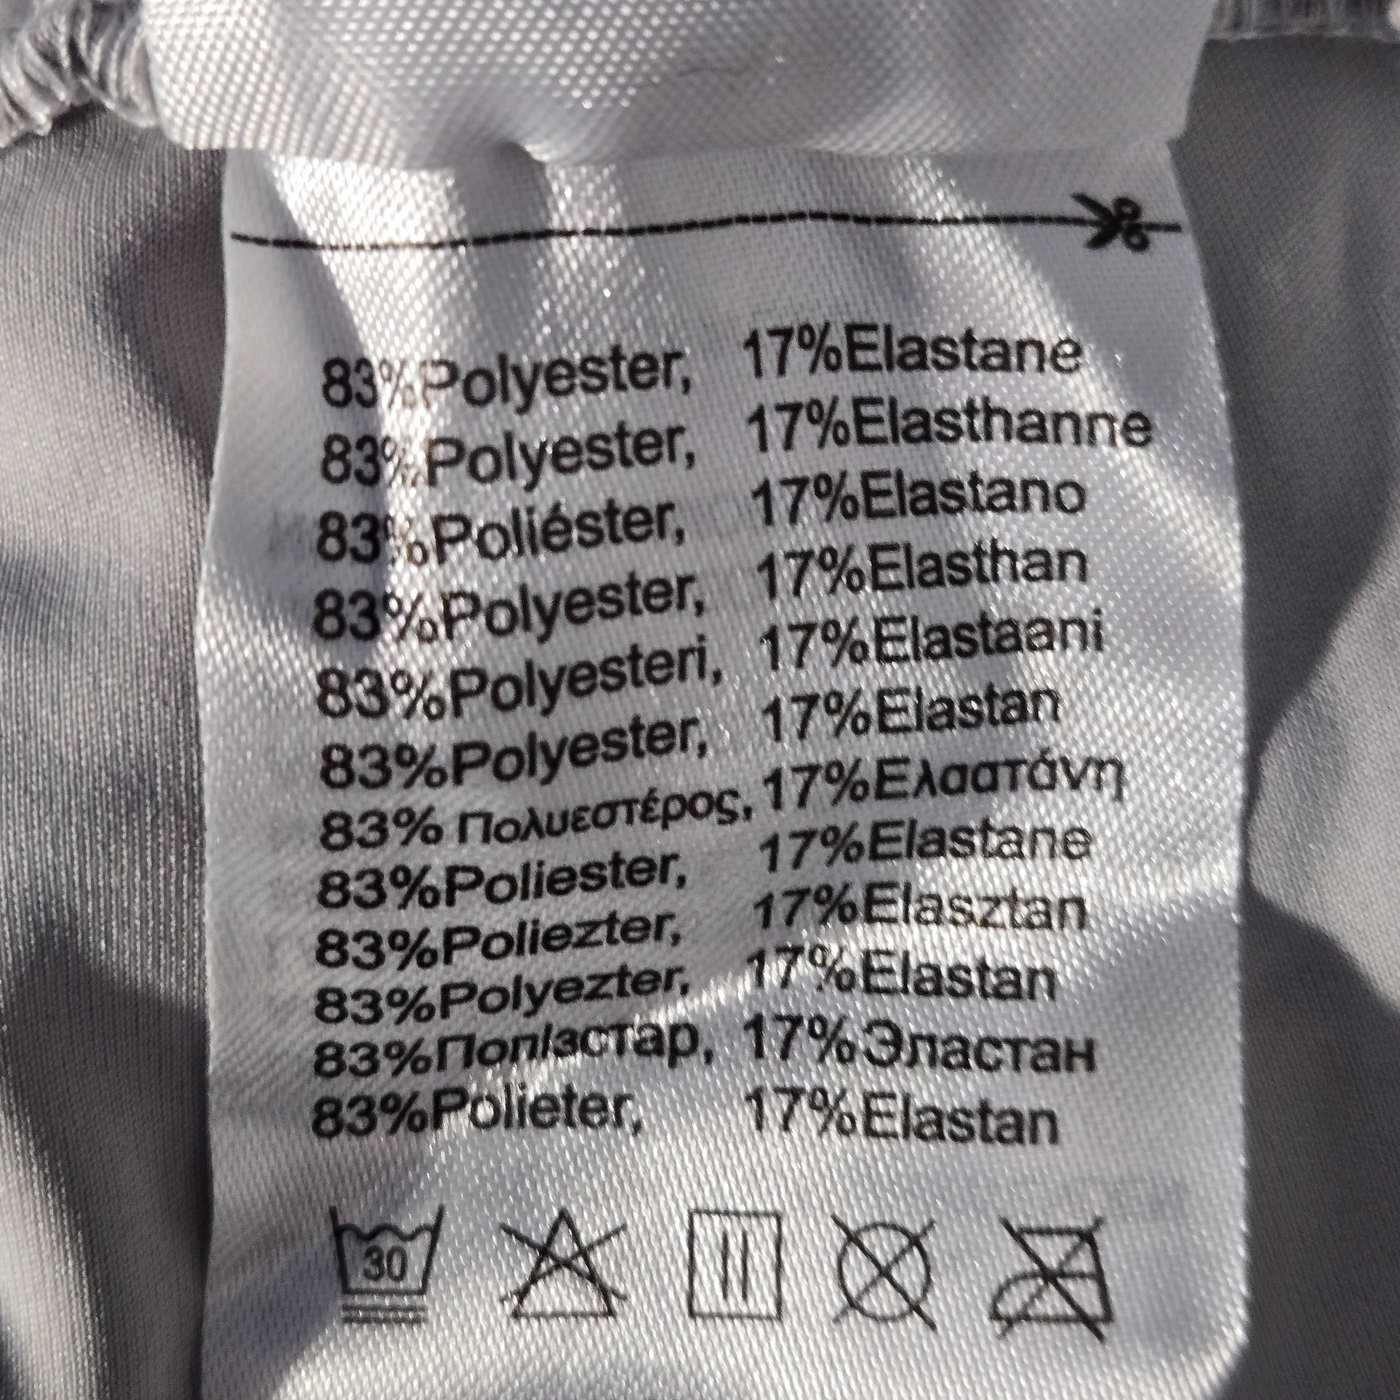 83%Polyester, 17%Elastane
83%Polyester, 17%Elasthanne
83%Poliéster, 17%Elastano
83%Polyester, 17%Elasthan
83%Polyesteri, 17%Elastaani
83%Polyester, 17%Elastan
83% Πολυεστέρος, 17%Ελααστάνη
83%Poliester, 17%Elastane
83%Poliezter, 17%Elasztan
83%Polyezter, 17%Elastan
83%Поплзстар, 17%Эластан
83%Polieter, 17%Elastan
30